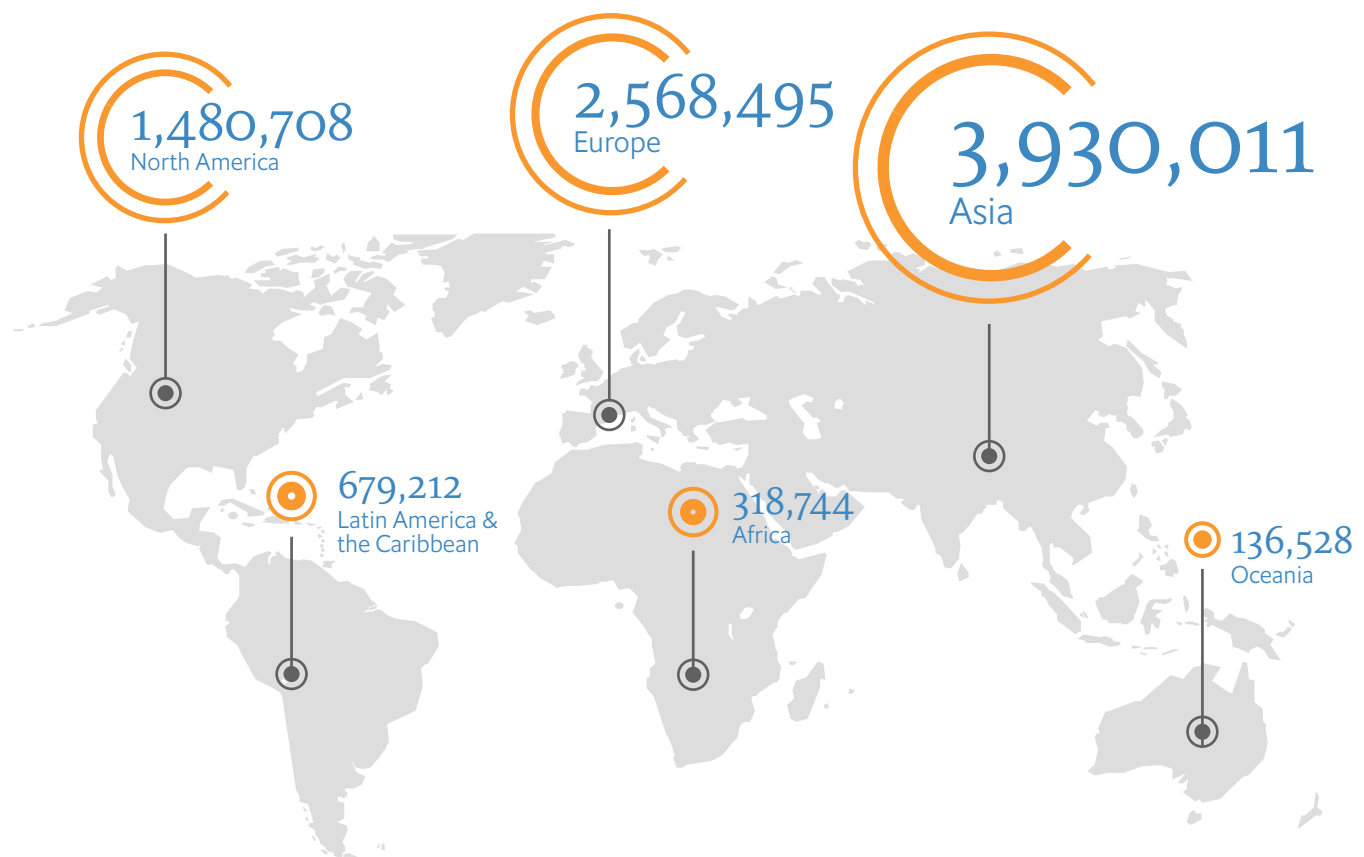 1,480,708
North America
2,568,495
Europe
3,930,011
Asia
679,212
Latin America &
the Caribbean
318,744
Africa
136,528
Oceania